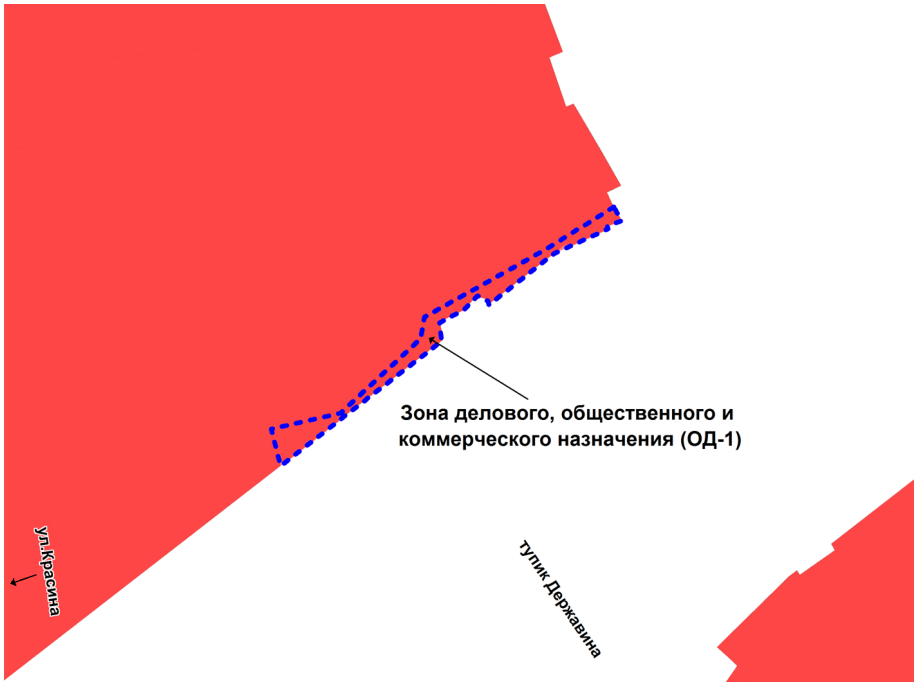 Зона делового, общественного и
коммерческого назначения (ОД-1)
ул.Красина
тупик Державина